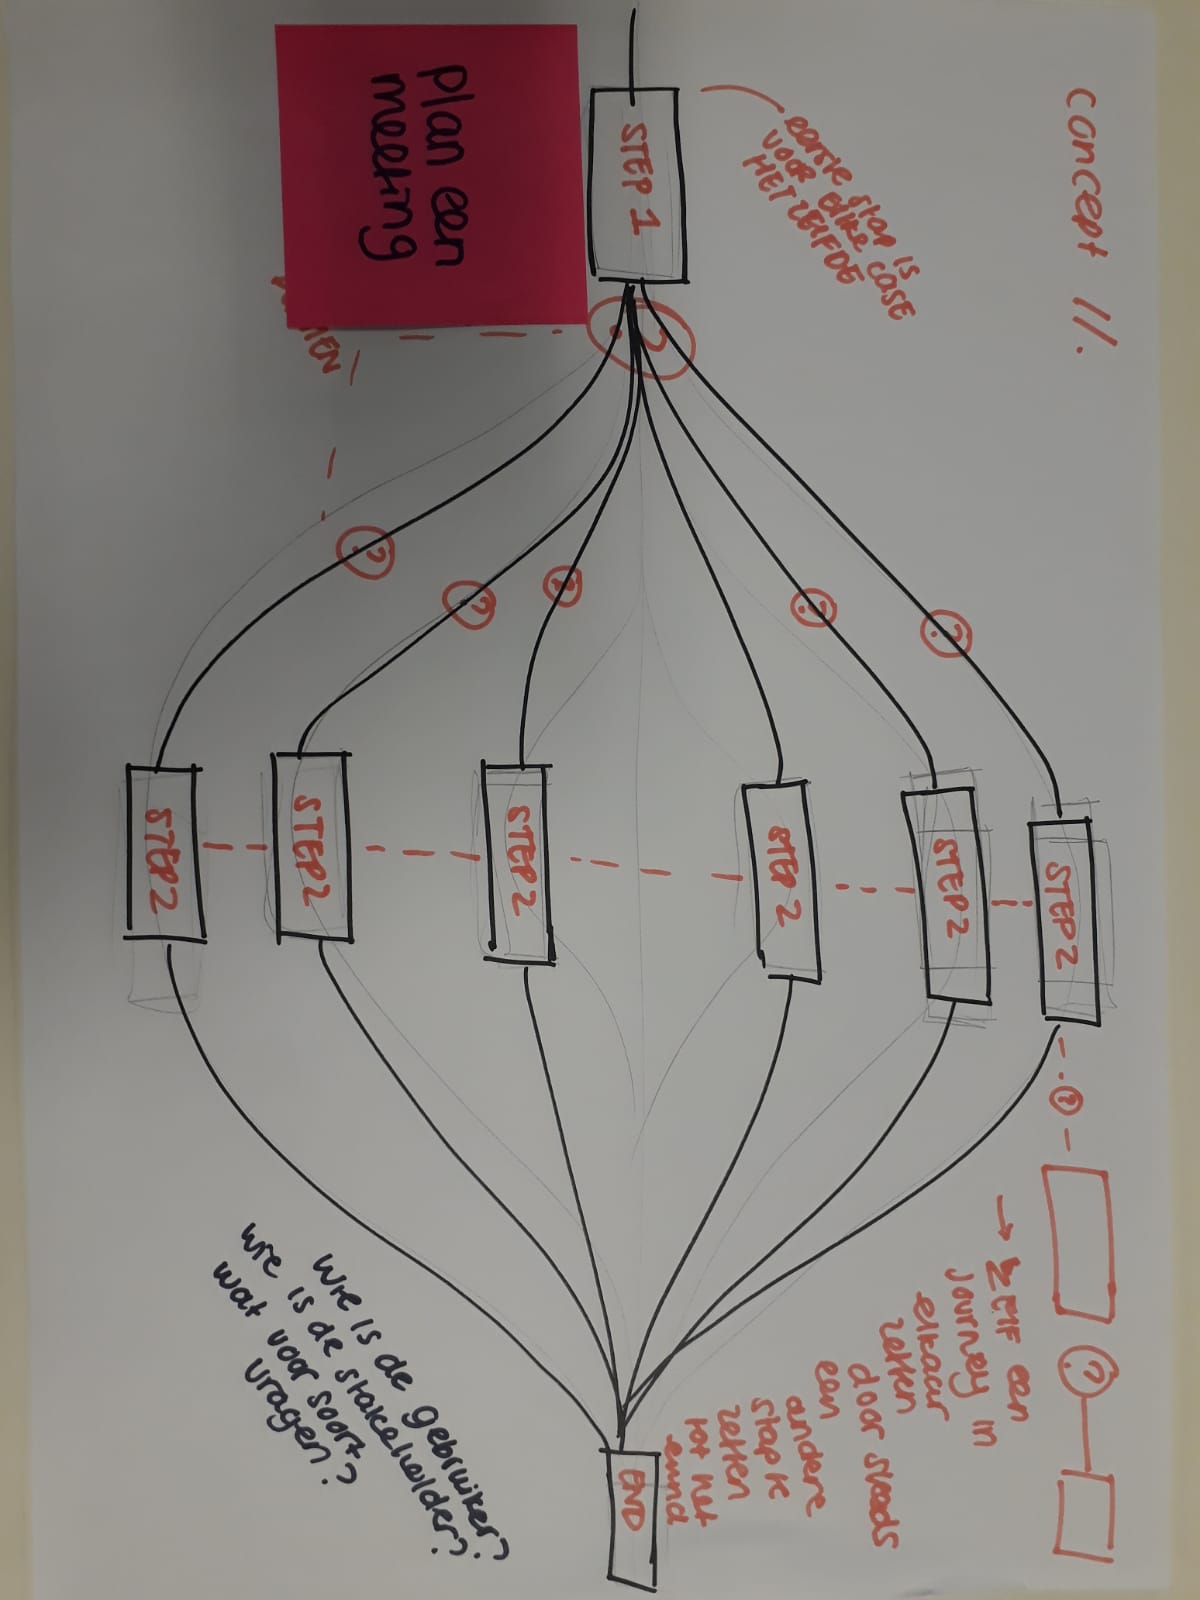 concept 11.
eerste stap is
voor elke case
HET ZELFDE
plan een
meeting
STEP 1
?
?
?
?
?
?
STEP 2
STEP 2
STEP 2
STEP 2
STEP 2
STEP 2
?
?
→ ZELF een
journey in
elkaar
zetten
door steeds
een
andere
stap te
zetten
tot het
eind
END
Wie is de gebruiker?
wie is de stakeholder?
wat voor soort
vragen?